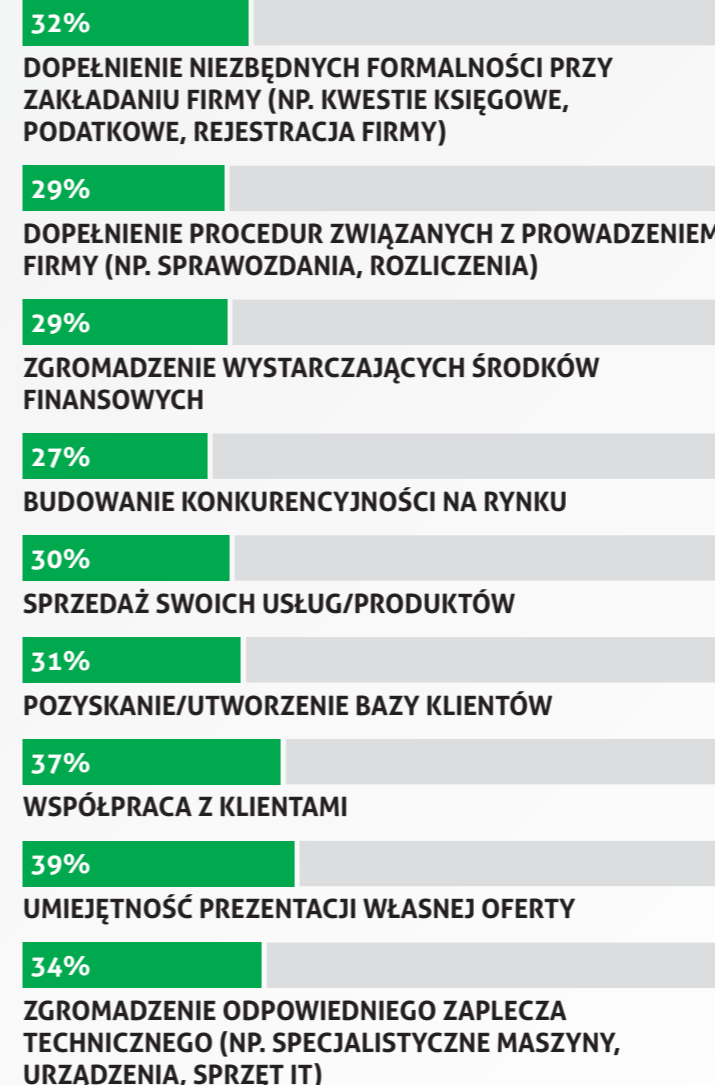 32%
DOPEŁNIENIE NIEZBĘDNYCH FORMALNOŚCI PRZY
ZAKŁADANIU FIRMY (NP. KWESTIE KSIĘGOWE,
PODATKOWE, REJESTRACJA FIRMY)
29%
DOPEŁNIENIE PROCEDUR ZWIĄZANYCH Z PROWADZENIEM
FIRMY (NP. SPRAWOZDANIA, ROZLICZENIA)
29%
ZGROMADZENIE WYSTARCZAJĄCYCH ŚRODKÓW
FINANSOWYCH
27%
BUDOWANIE KONKURENCYJNOŚCI NA RYNKU
30%
SPRZEDAŻ SWOICH USŁUG/PRODUKTÓW
31%
POZYSKANIE/UTWORZENIE BAZY KLIENTÓW
37%
WSPÓŁPRACA Z KLIENTAMI
39%
UMIEJĘTNOŚĆ PREZENTACJI WŁASNEJ OFERTY
34%
ZGROMADZENIE ODPOWIEDNIEGO ZAPLECZA
TECHNICZNEGO (NP. SPECJALISTYCZNE MASZYNY,
URZĄDZENIA, SPRZĘT IT)